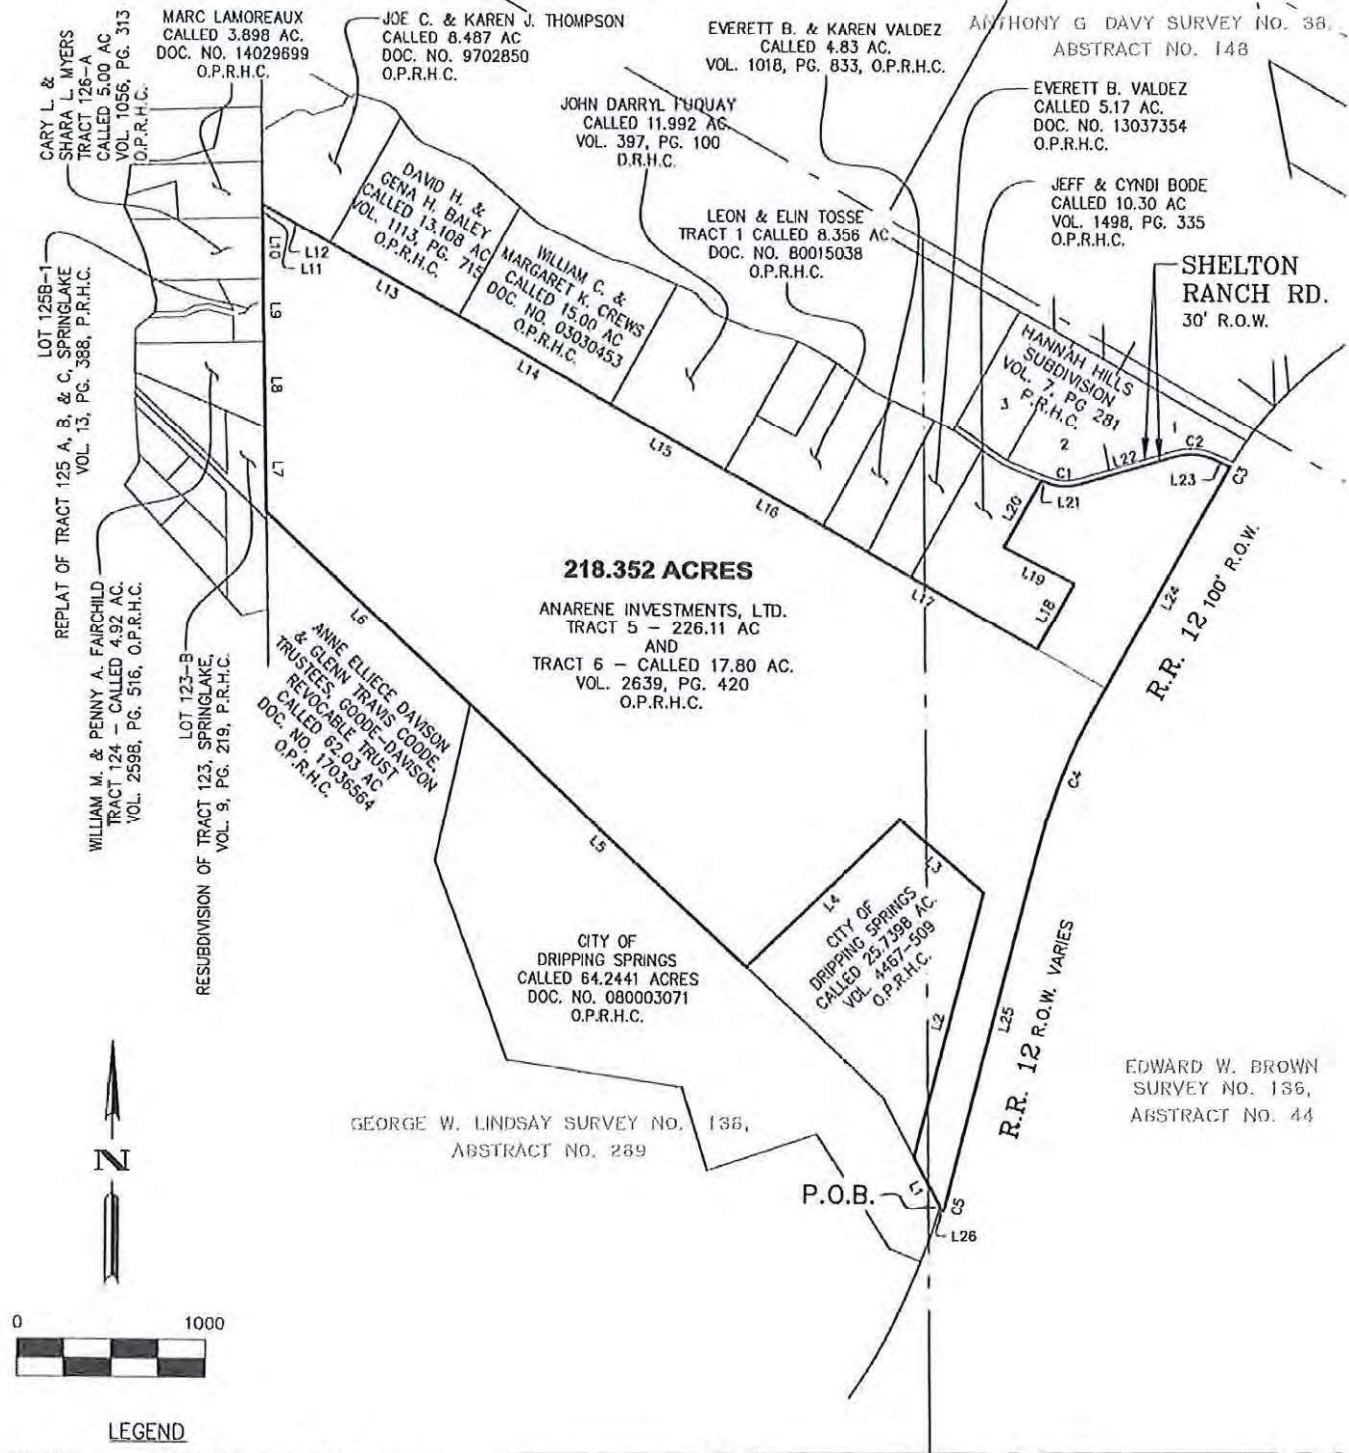 MARC LAMOREAUX
CALLED 3.898 AC.
DOC. NO. 14029699
O.P.R.H.C.
JOE C. & KAREN J. THOMPSON
CALLED 8.487 AC
DOC. NO. 9702850
O.P.R.H.C.
EVERETT B. & KAREN VALDEZ
CALLED 4.83 AC.
VOL. 1018, PG. 833, O.P.R.H.C.
ANTHONY G DAVY SURVEY No. 38,
ABSTRACT NO. 148
CARY L. &
SHARA L. MYERS
TRACT 126-A
CALLED 5.00 AC
VOL. 1056, PG. 313
O.P.R.H.C.
JOHN DARRYL FUQUAY
CALLED 11.992 AC.
VOL. 397, PG. 100
D.R.H.C.
EVERETT B. VALDEZ
CALLED 5.17 AC.
DOC. NO. 13037354
O.P.R.H.C.
JEFF & CYNDI BODE
CALLED 10.30 AC
VOL. 1498, PG. 335
O.P.R.H.C.
LEON & ELIN TOSSE
TRACT 1 CALLED 8.356 AC.
DOC. NO. 80015038
O.P.R.H.C.
DAVID H. &
GENA H. BALEY
CALLED 13.108 AC
VOL. 1113, PG. 715
O.P.R.H.C.
WILLIAM C. &
MARGARET K. CREWS
CALLED 15.00 AC
DOC. NO. 03030453
O.P.R.H.C.
SHELTON
RANCH RD.
30' R.O.W.
HANNAH HILLS
SUBDIVISION
VOL. 7, PG 281
P.R.H.C.
3
2
1
LOT 125B-1
REPLAT OF TRACT 125 A, B, & C, SPRINGLAKE
VOL. 13, PG. 388, P.R.H.C.
L10
L12
L11
L13
L9
L8
L7
L14
L15
L16
L17
L18
L19
L20
L21
C1
L22
C2
L23
C3
L24
R.R. 12 100' R.O.W.
218.352 ACRES
ANARENE INVESTMENTS, LTD.
TRACT 5 - 226.11 AC
AND
TRACT 6 - CALLED 17.80 AC.
VOL. 2639, PG. 420
O.P.R.H.C.
WILLIAM M. & PENNY A. FAIRCHILD
TRACT 124 - CALLED 4.92 AC.
VOL. 2598, PG. 516, O.P.R.H.C.
LOT 123-B
RESUBDIVISION OF TRACT 123, SPRINGLAKE,
VOL. 9, PG. 219, P.R.H.C.
L6
ANNE ELLIECE DAVISON
& GLENN TRAVIS COODE,
TRUSTEES, GOODE-DAVISON
REVOCABLE TRUST
CALLED 62.03 AC
DOC. NO. 17036564
O.P.R.H.C.
L5
C4
L3
L4
CITY OF
DRIPPING SPRINGS
CALLED 25.7398 AC.
VOL. 4467-509
O.P.R.H.C.
CITY OF
DRIPPING SPRINGS
CALLED 64.2441 ACRES
DOC. NO. 080003071
O.P.R.H.C.
L2
L25
R.R. 12 R.O.W. VARIES
EDWARD W. BROWN
SURVEY NO. 136,
ABSTRACT NO. 44
GEORGE W. LINDSAY SURVEY NO. 138,
ABSTRACT NO. 289
N
P.O.B.
L1
C5
L26
0 1000
LEGEND